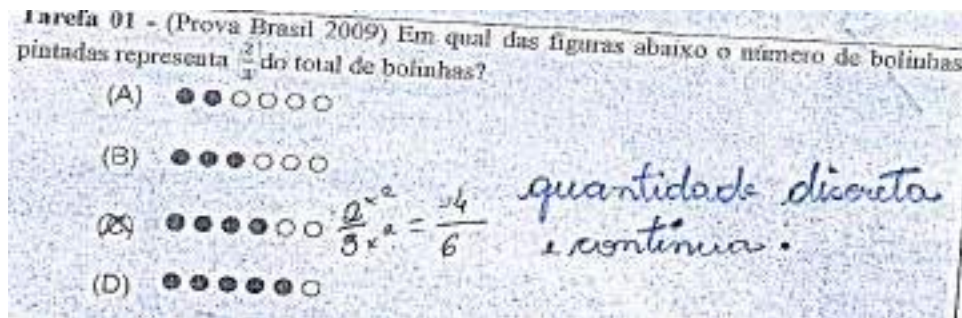 Tarefa 01 - (Prova Brasil 2009) Em qual das figuras abaixo o número de bolinhas
pintadas representa 2/3 do total de bolinhas?
(A)
(B)
(C) 2×2/3×2 = 4/6 quantidade discreta
e contínua.
(D)